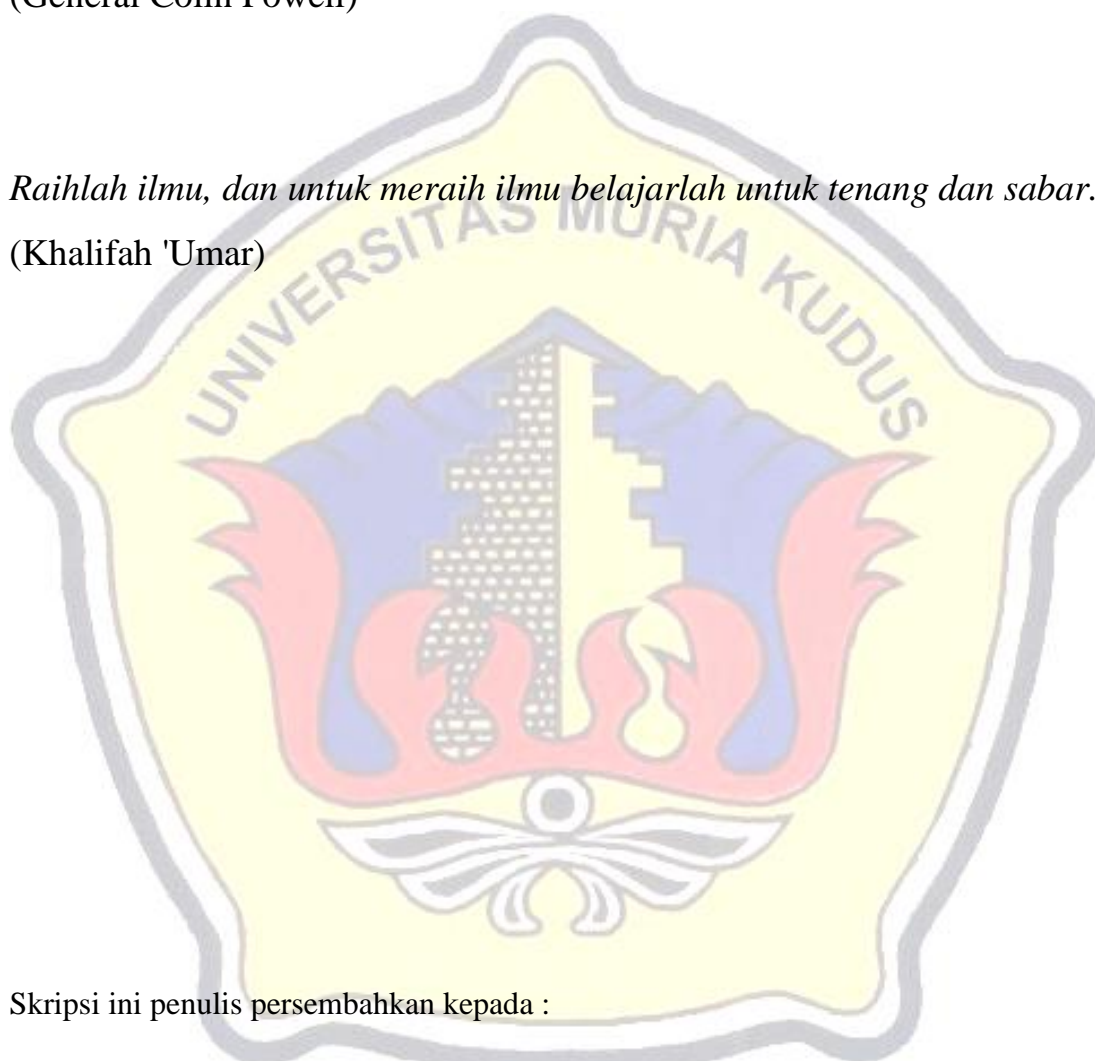 (General Colin Powell)
Raihlah ilmu, dan untuk meraih ilmu belajarlah untuk tenang dan sabar.
(Khalifah 'Umar)
UNIVERSITAS MURIA KUDUS
Skripsi ini penulis persembahkan kepada :